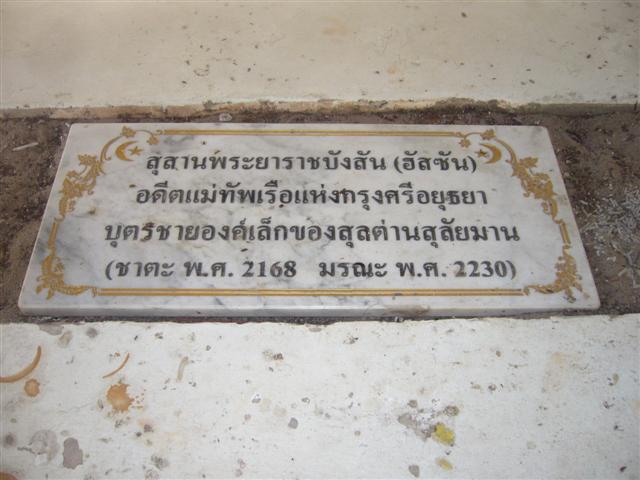 สุสานพระยาราชบังสัน (ฮัสซัน)
อดีตแม่ทัพเรือแห่งกรุงศรีอยุธยา
บุตรชายองค์เล็กของสุลต่านสุลัยมาน
(ชาตะ พ.ศ. 2168 มรณะ พ.ศ. 2230)